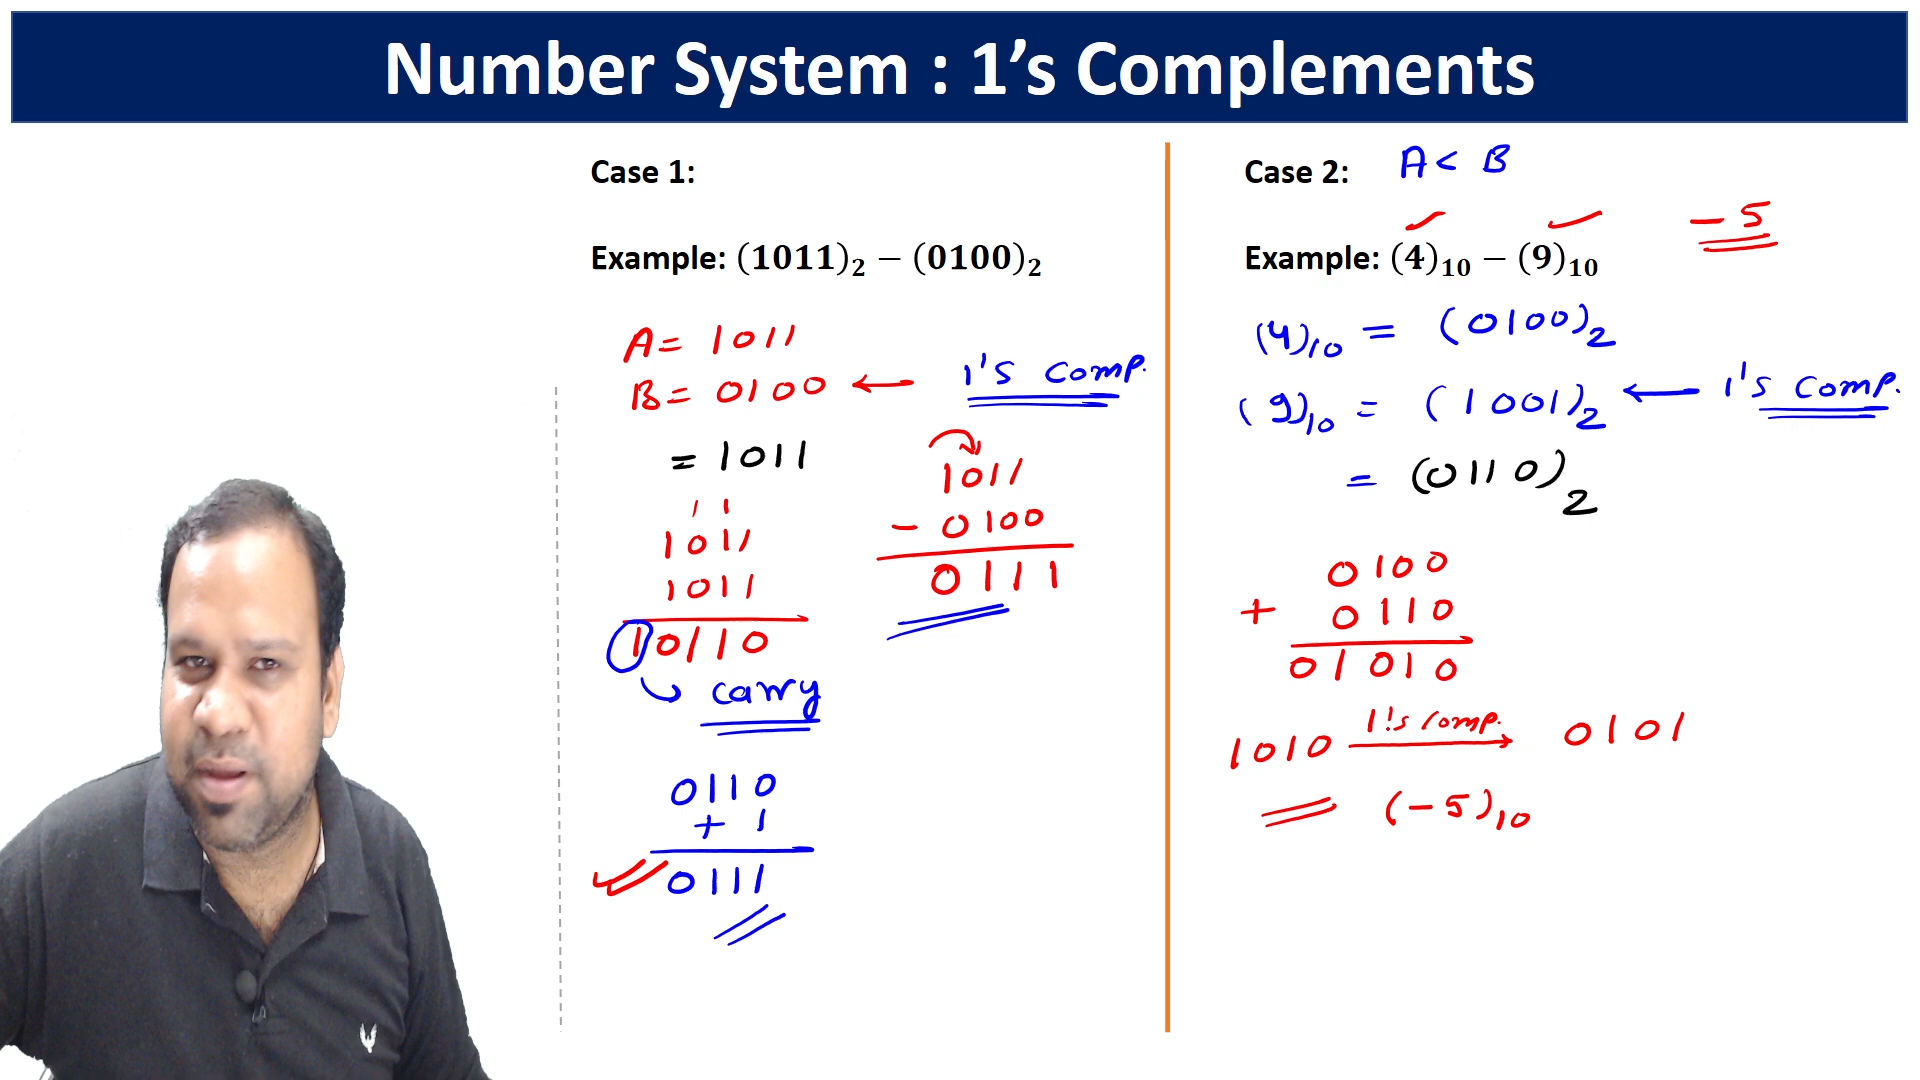 Number System : 1’s Complements
Case 1:
Example: (1011)₂ − (0100)₂
A = 1011
B = 0100 ← 1's comp.
= 1011
1 1
1011
1011
10110
carry
0110
+ 1
0111
1011
- 0100
0111
Case 2: A < B
- 5
Example: (4)₁₀ − (9)₁₀
(4)₁₀ = (0100)₂
(9)₁₀ = (1001)₂ ← 1's comp.
= (0110)₂
0100
+ 0110
01010
1010 1's comp. → 0101
(-5)₁₀